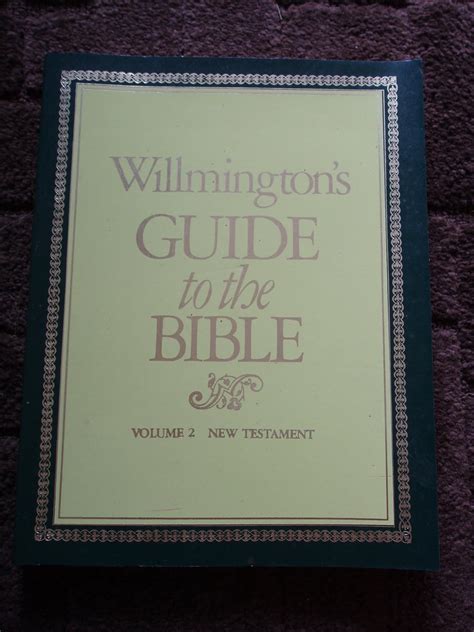 Willmington's
GUIDE
to the
BIBLE
VOLUME 2 NEW TESTAMENT